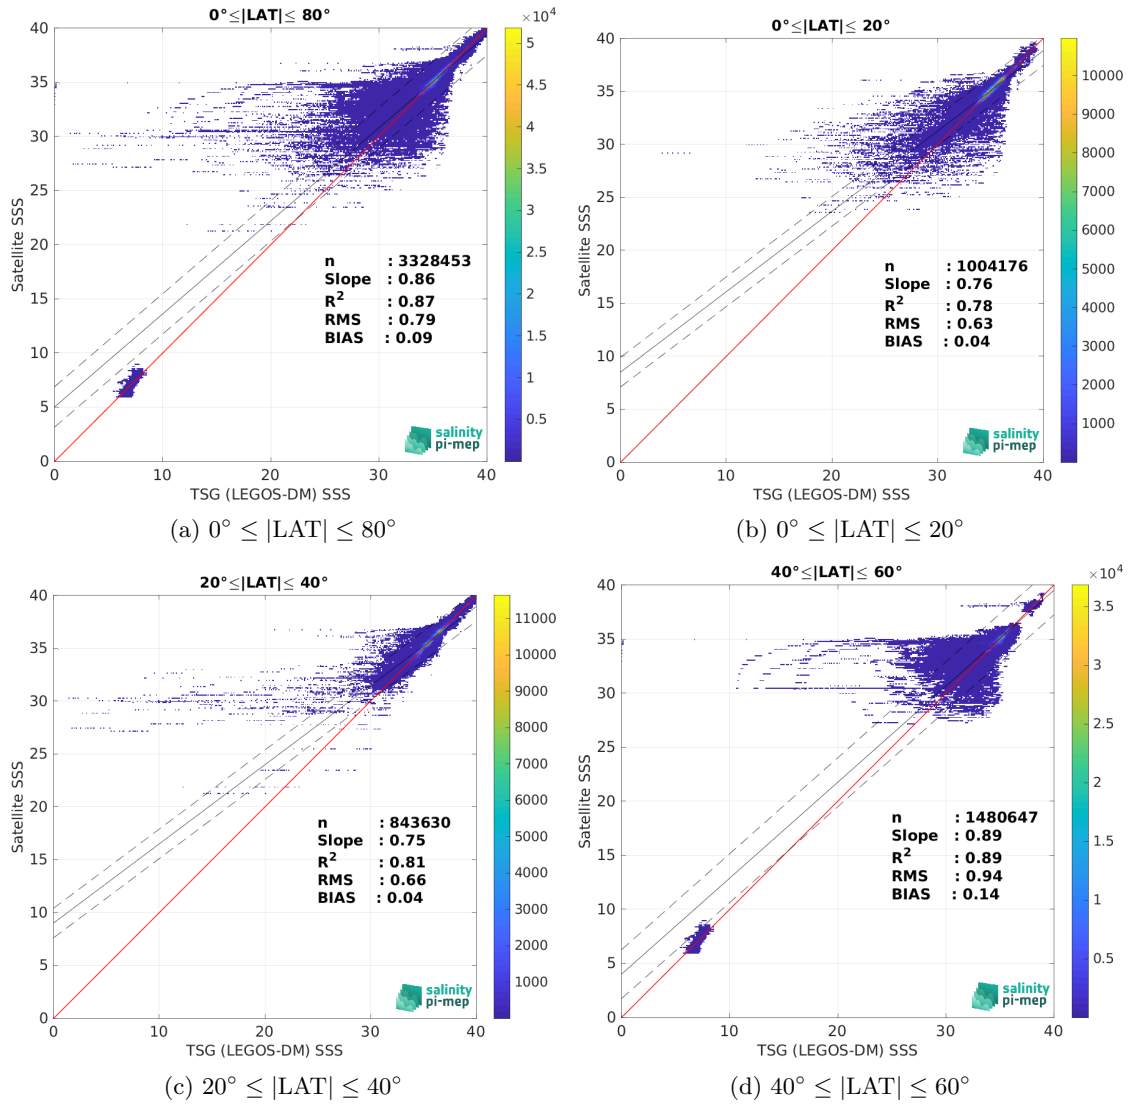 0°≤|LAT|≤ 80°
×10⁴
40
35
30
25
20
15
10
5
0
0 10 20 30 40
Satellite SSS
TSG (LEGOS-DM) SSS
n : 3328453
Slope : 0.86
R² : 0.87
RMS : 0.79
BIAS : 0.09
salinity
pi-mep
5
4.5
4
3.5
3
2.5
2
1.5
1
0.5
(a) 0° ≤ |LAT| ≤ 80°
0°≤|LAT|≤ 20°
40
35
30
25
20
15
10
5
0
0 10 20 30 40
Satellite SSS
TSG (LEGOS-DM) SSS
n : 1004176
Slope : 0.76
R² : 0.78
RMS : 0.63
BIAS : 0.04
salinity
pi-mep
10000
9000
8000
7000
6000
5000
4000
3000
2000
1000
(b) 0° ≤ |LAT| ≤ 20°
20°≤|LAT|≤ 40°
40
35
30
25
20
15
10
5
0
0 10 20 30 40
Satellite SSS
TSG (LEGOS-DM) SSS
n : 843630
Slope : 0.75
R² : 0.81
RMS : 0.66
BIAS : 0.04
salinity
pi-mep
11000
10000
9000
8000
7000
6000
5000
4000
3000
2000
1000
(c) 20° ≤ |LAT| ≤ 40°
40°≤|LAT|≤ 60°
×10⁴
40
35
30
25
20
15
10
5
0
0 10 20 30 40
Satellite SSS
TSG (LEGOS-DM) SSS
n : 1480647
Slope : 0.89
R² : 0.89
RMS : 0.94
BIAS : 0.14
salinity
pi-mep
3.5
3
2.5
2
1.5
1
0.5
(d) 40° ≤ |LAT| ≤ 60°